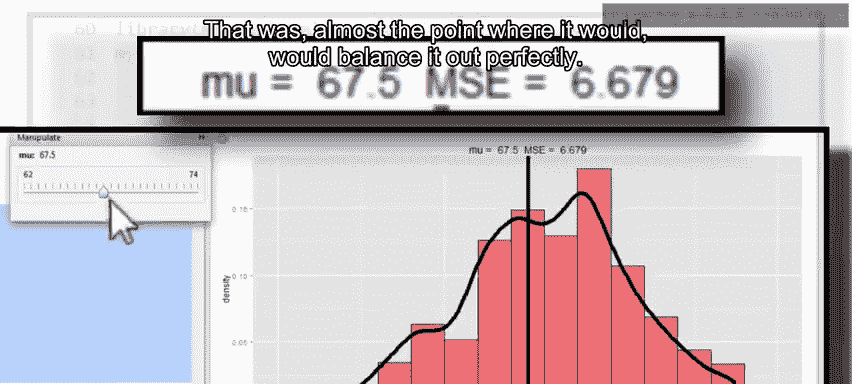 That was, almost the point where it would,
would balance it out perfectly.
mu = 67.5 MSE = 6.679
Manipulate
mu: 67.5
62 74
mu = 67.5 MSE = 6.679
0.15
0.10
density
0.05